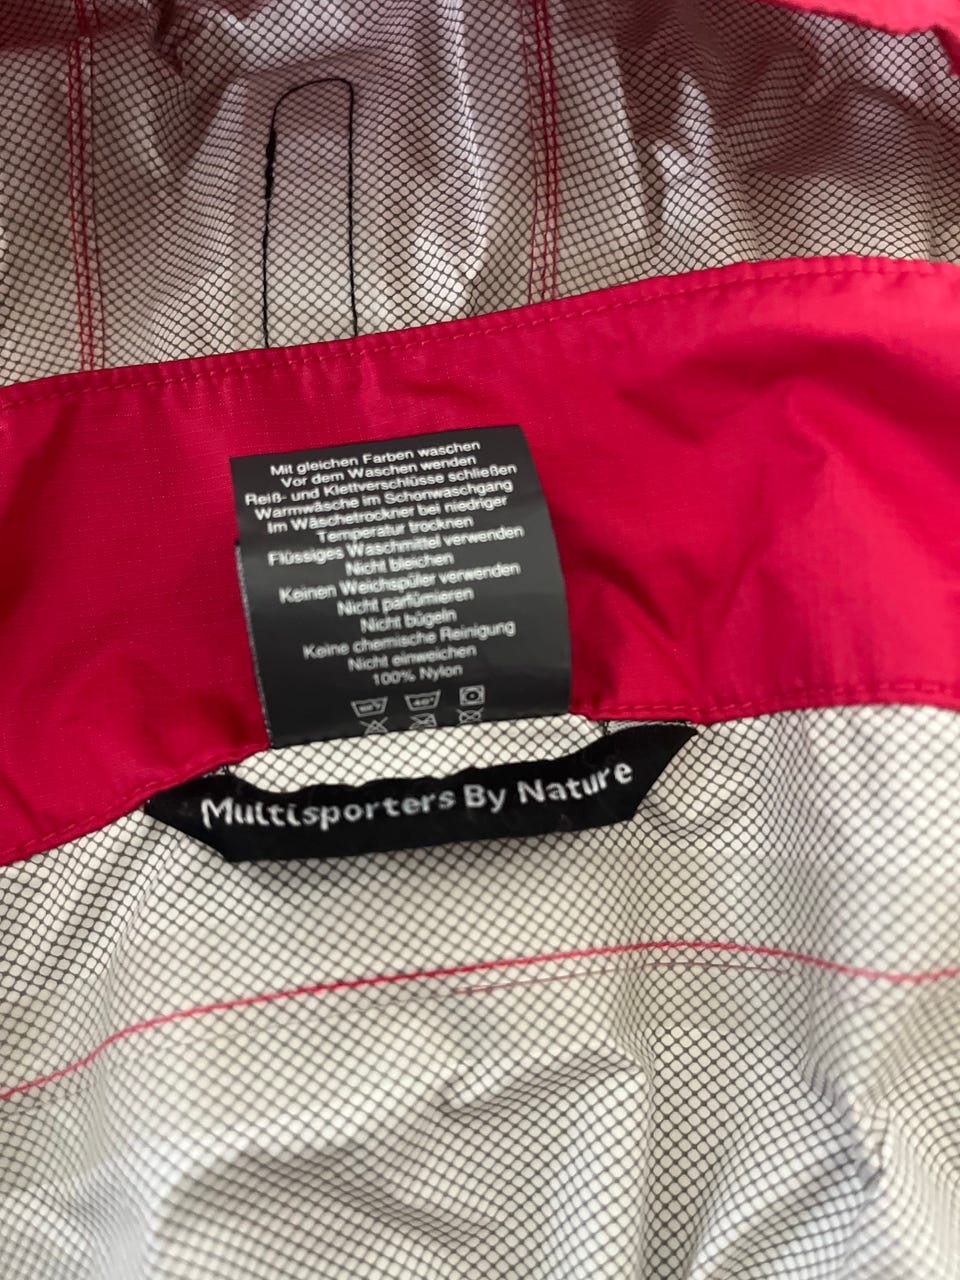 Mit gleichen Farben waschen
Vor dem Waschen wenden
Reiß- und Klettverschlüsse schließen
Warmwäsche im Schonwaschgang
Im Wäschetrockner bei niedriger
Temperatur trocknen
Flüssiges Waschmittel verwenden
Nicht bleichen
Keinen Weichspüler verwenden
Nicht parfümieren
Nicht bügeln
Keine chemische Reinigung
Nicht einweichen
100% Nylon
Multisporters By Nature